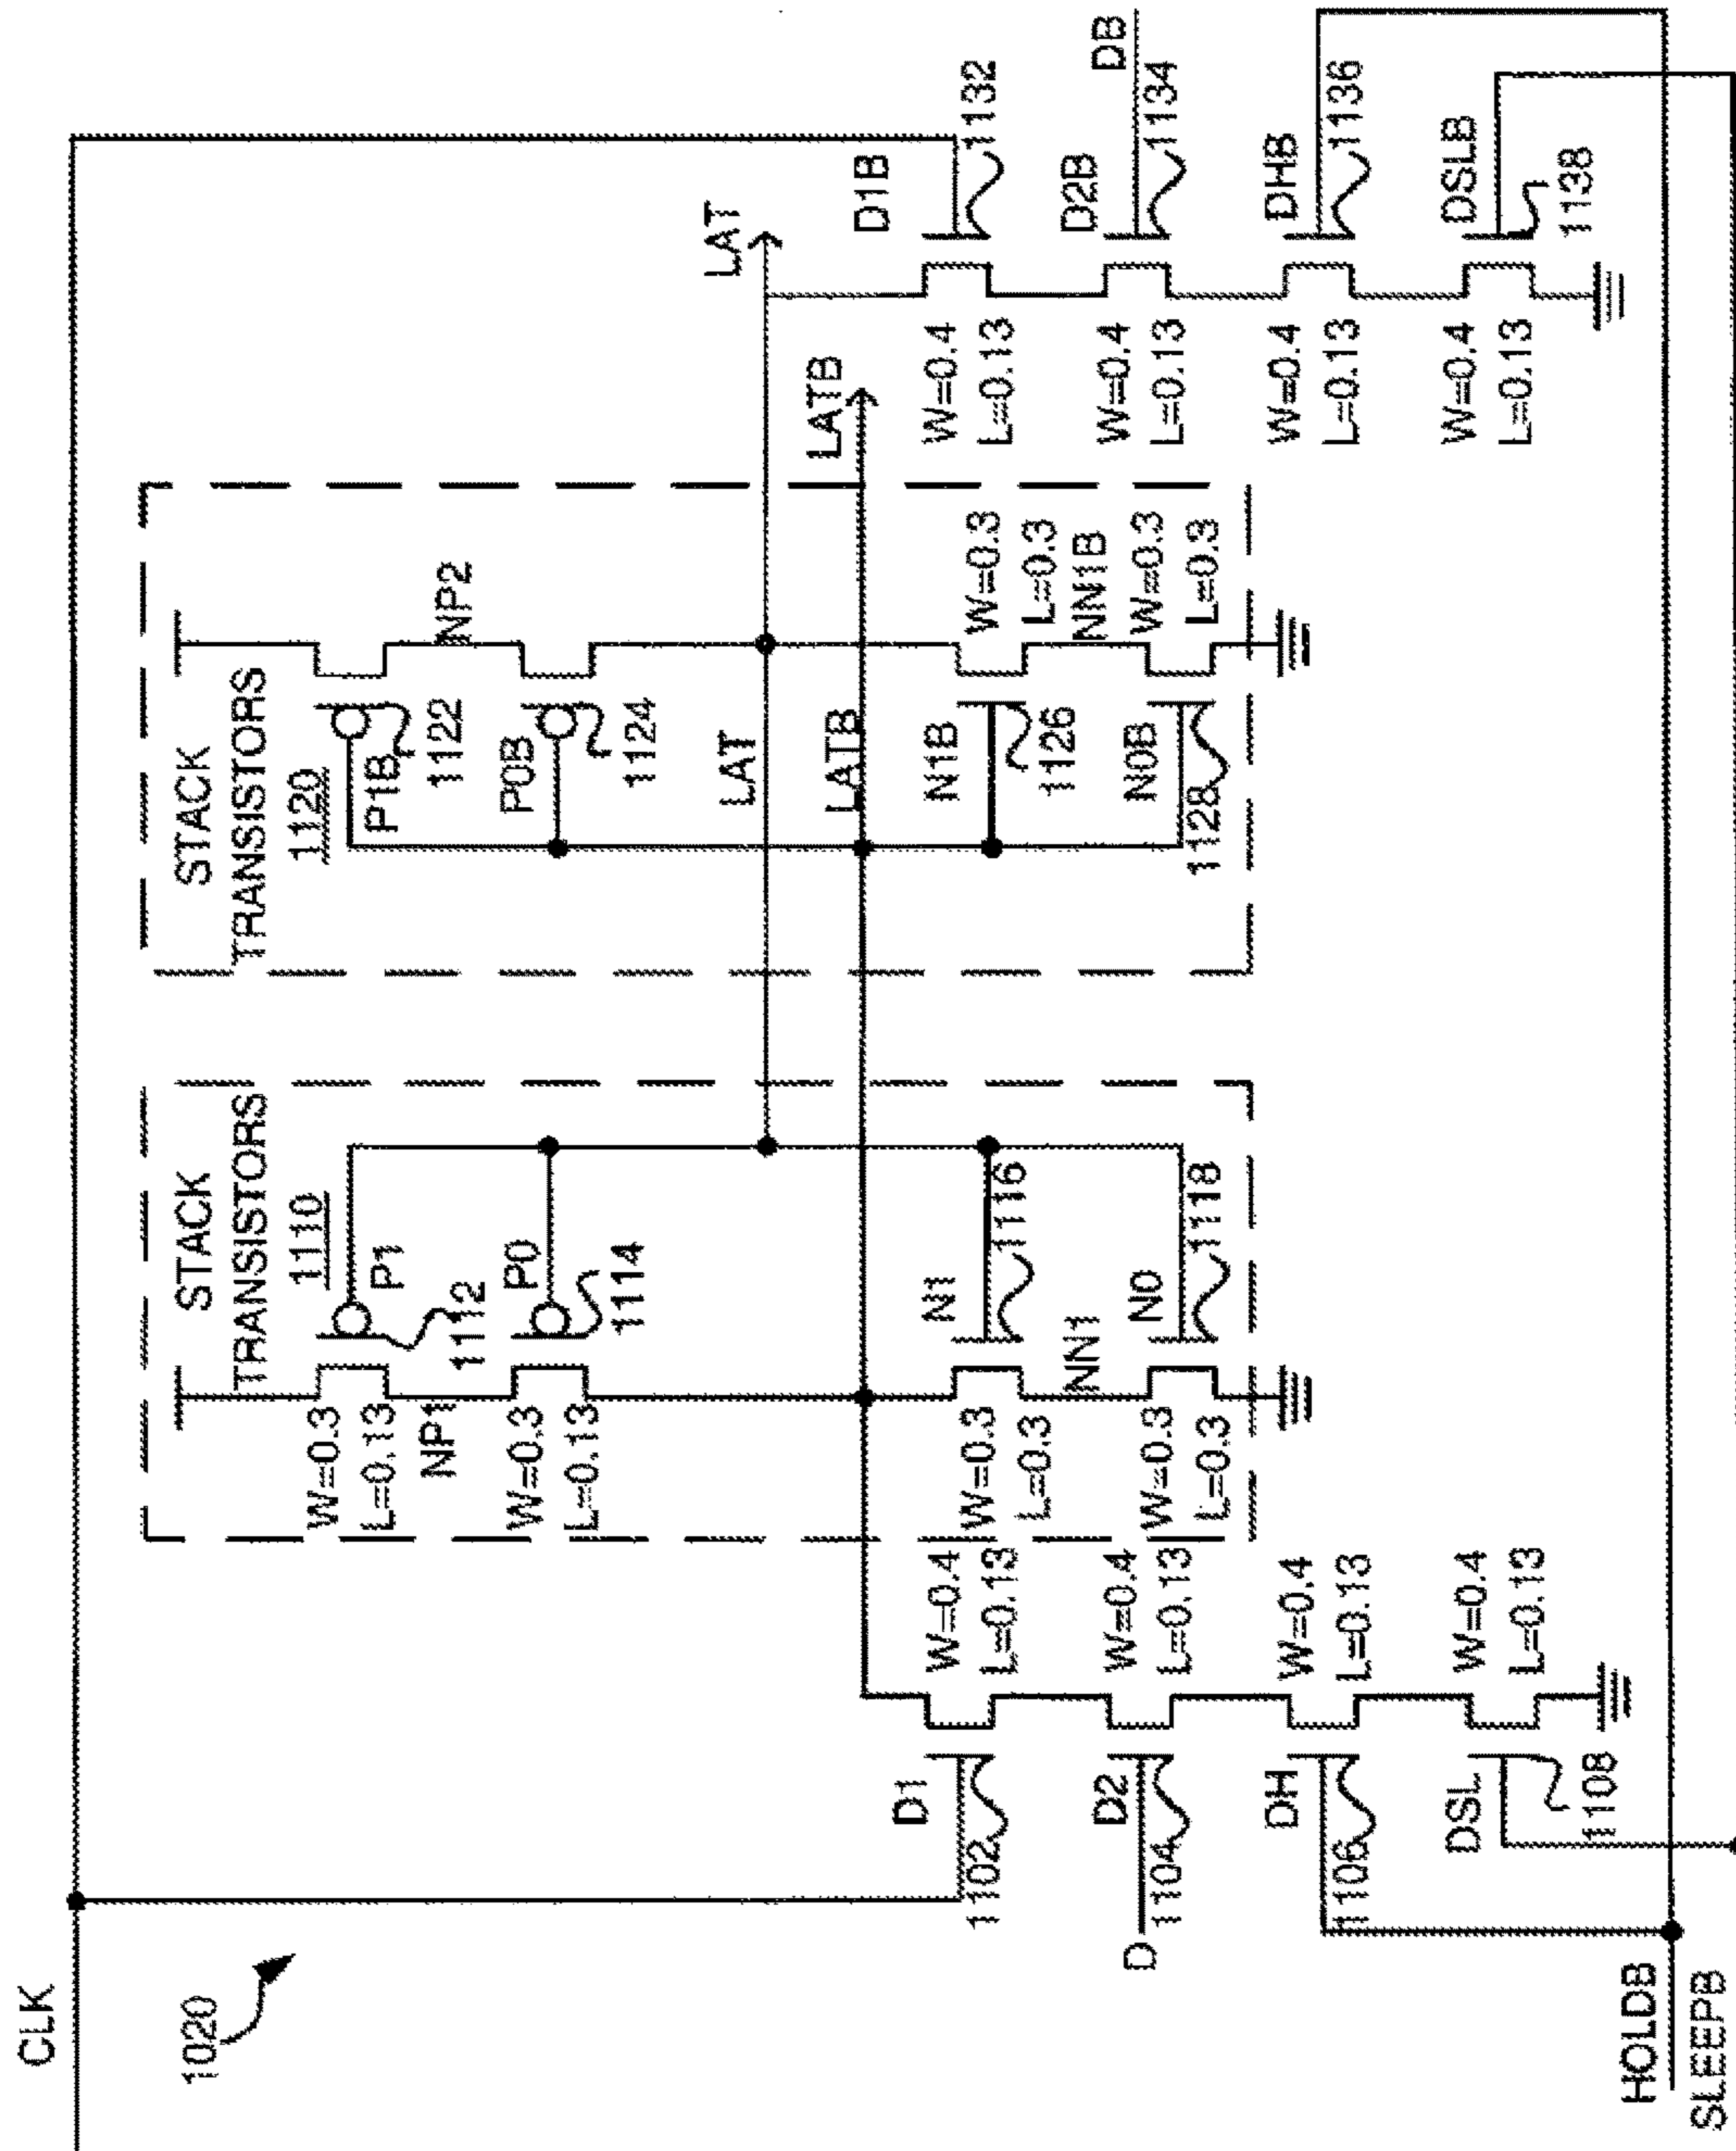 CLK
1020
STACK
TRANSISTORS
1110
P1
1112
W=0.3
L=0.13
NP1
P0
1114
W=0.3
L=0.13
N1
1116
W=0.3
L=0.3
NN1
N0
1118
W=0.3
L=0.3
STACK
TRANSISTORS
1120
P1B
1122
NP2
P0B
1124
LAT
LATB
N1B
1126
W=0.3
L=0.3
NN1B
N0B
1128
W=0.3
L=0.3
LAT
LATB
D1
1102
W=0.4
L=0.13
D
D2
1104
W=0.4
L=0.13
DH
1106
W=0.4
L=0.13
DSL
1108
W=0.4
L=0.13
D1B
1132
W=0.4
L=0.13
DB
D2B
1134
W=0.4
L=0.13
DHB
1136
W=0.4
L=0.13
DSLB
1138
W=0.4
L=0.13
HOLDB
SLEEPB